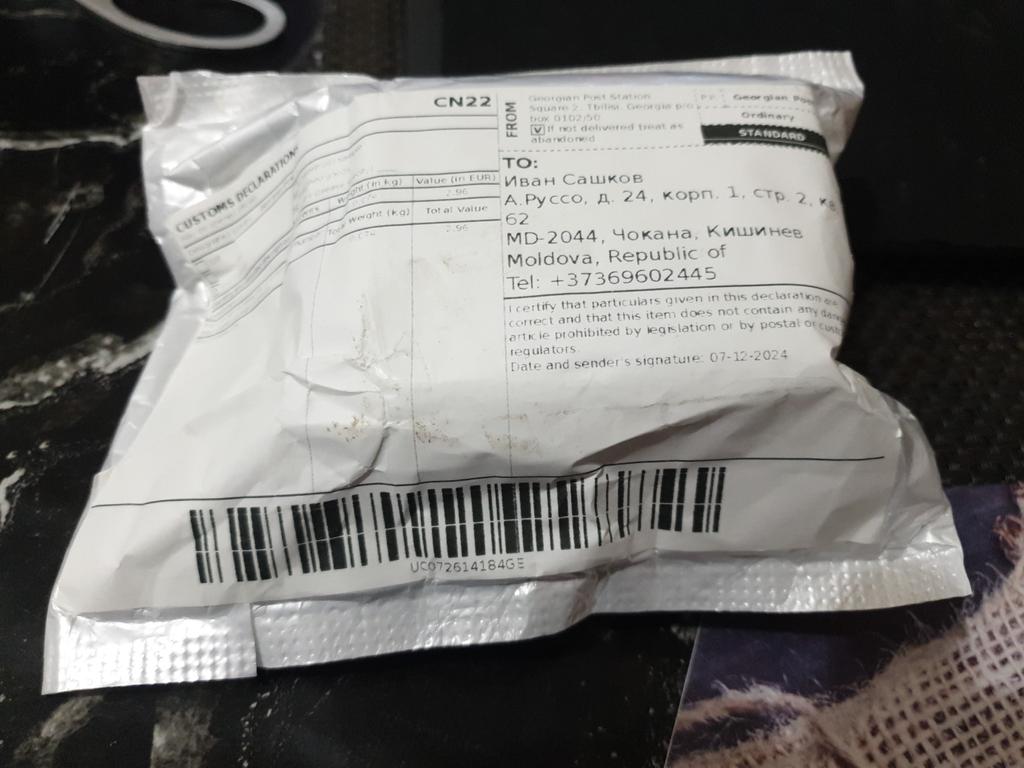 CN22
CUSTOMS DECLARATION
Weight (in kg) Value (in EUR)
2.96
Total Weight (kg) Total Value
2.96
FROM
Georgian Post Station
Square 2, Tbilisi, Georgia p/o
box 0102/50
If not delivered treat as
abandoned
Georgian
Ordinary
STANDARD
TO:
Иван Сашков
А.Руссо, д. 24, корп. 1, стр. 2, кв
62
MD-2044, Чокана, Кишинев
Moldova, Republic of
Tel: +37369602445
I certify that particulars given in this declaration are
correct and that this item does not contain any
article prohibited by legislation or by postal or
regulators.
Date and sender's signature: 07-12-2024
UC072614184GE